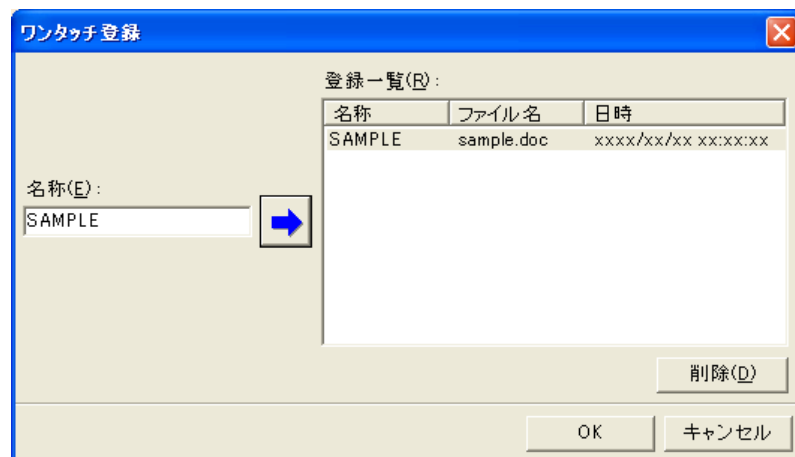 ワンタッチ登録
登録一覧(R):
名称 ファイル名 日時
SAMPLE sample.doc xxxx/xx/xx xx:xx:xx
名称(E):
SAMPLE
削除(D)
OK キャンセル